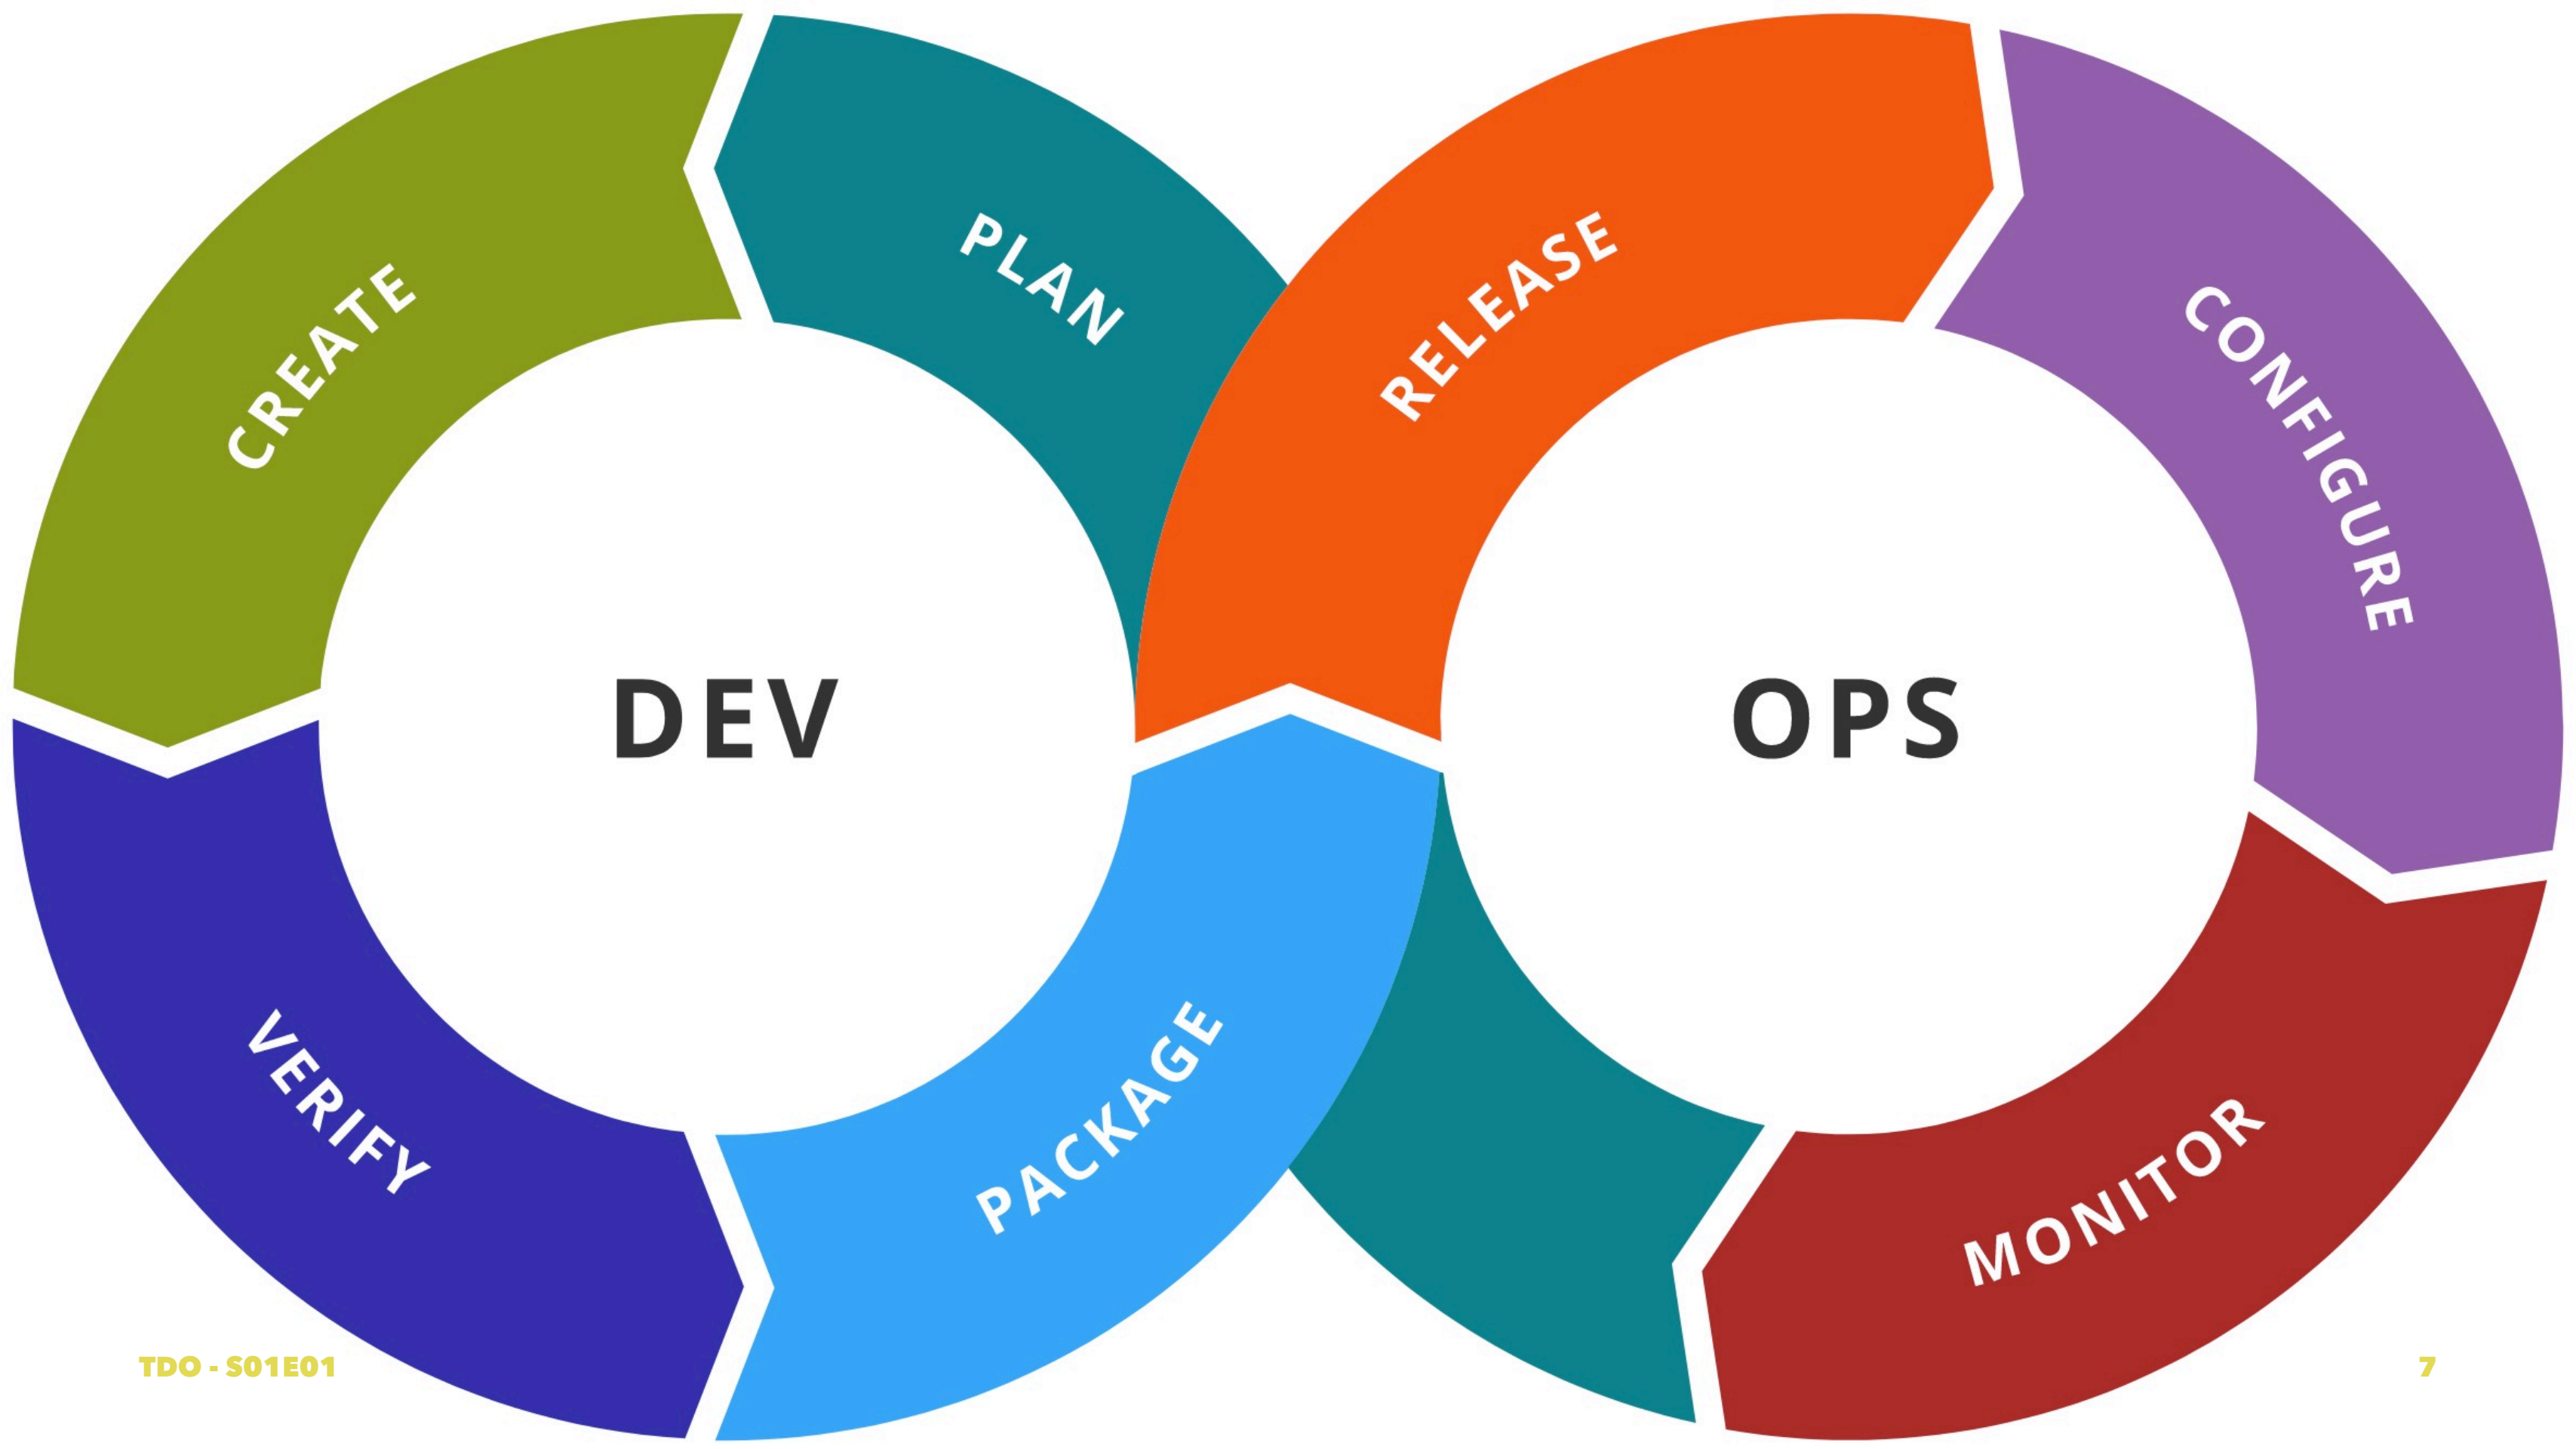 PLAN
CREATE
VERIFY
PACKAGE
RELEASE
CONFIGURE
MONITOR
DEV
OPS
TDO - S01E01
7